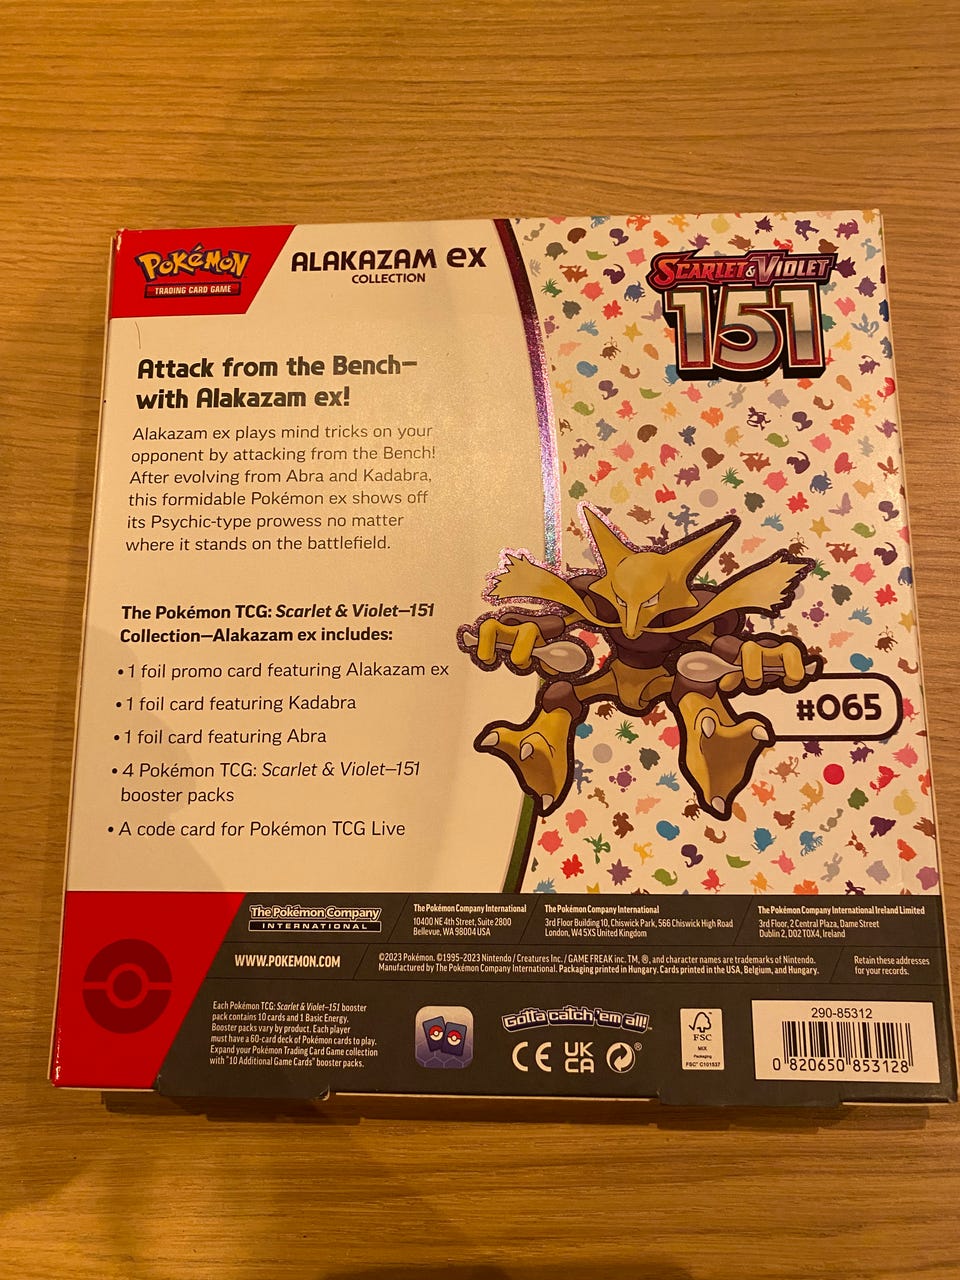 POKéMON
TRADING CARD GAME
ALAKAZAM ex
COLLECTION
SCARLET & VIOLET
151
Attack from the Bench—
with Alakazam ex!
Alakazam ex plays mind tricks on your
opponent by attacking from the Bench!
After evolving from Abra and Kadabra,
this formidable Pokémon ex shows off
its Psychic-type prowess no matter
where it stands on the battlefield.
The Pokémon TCG: Scarlet & Violet—151
Collection—Alakazam ex includes:
• 1 foil promo card featuring Alakazam ex
• 1 foil card featuring Kadabra
• 1 foil card featuring Abra
• 4 Pokémon TCG: Scarlet & Violet—151
booster packs
• A code card for Pokémon TCG Live
#065
The Pokémon Company
INTERNATIONAL
The Pokémon Company International
10400 NE 4th Street, Suite 2800
Bellevue, WA 98004 USA
The Pokémon Company International
3rd Floor Building 10, Chiswick Park, 566 Chiswick High Road
London, W4 5XS United Kingdom
The Pokémon Company International Ireland Limited
3rd Floor, 2 Central Plaza, Dame Street
Dublin 2, D02 T0X4, Ireland
WWW.POKEMON.COM
©2023 Pokémon. ©1995–2023 Nintendo / Creatures Inc. / GAME FREAK inc. TM, ®, and character names are trademarks of Nintendo.
Manufactured by The Pokémon Company International. Packaging printed in Hungary. Cards printed in the USA, Belgium, and Hungary.
Retain these addresses
for your records.
Each Pokémon TCG: Scarlet & Violet—151 booster
pack contains 10 cards and 1 Basic Energy.
Booster packs vary by product. Each player
must have a 60-card deck of Pokémon cards to play.
Expand your Pokémon Trading Card Game collection
with "10 Additional Game Cards" booster packs.
Gotta catch 'em all!™
CE
UK
CA
®
FSC
MIX
Packaging
FSC® C101537
290-85312
0 820650 853128